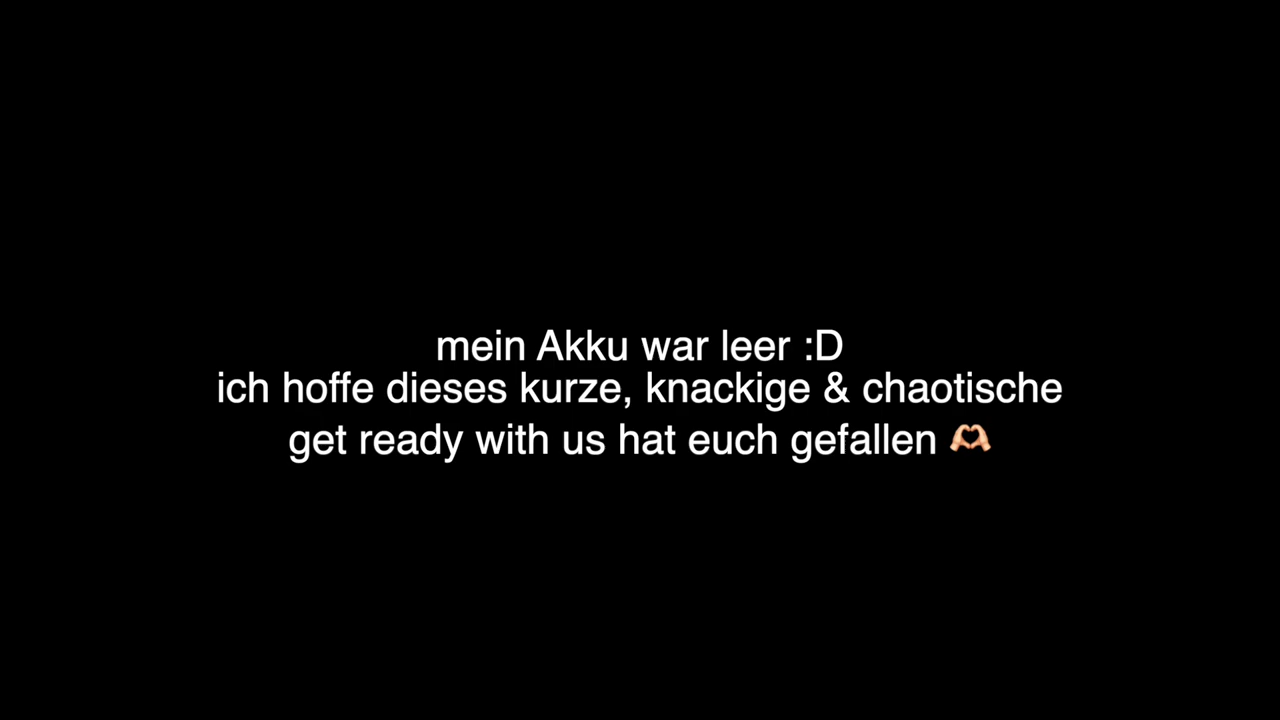 mein Akku war leer :D
ich hoffe dieses kurze, knackige & chaotische
get ready with us hat euch gefallen 🫶🏼